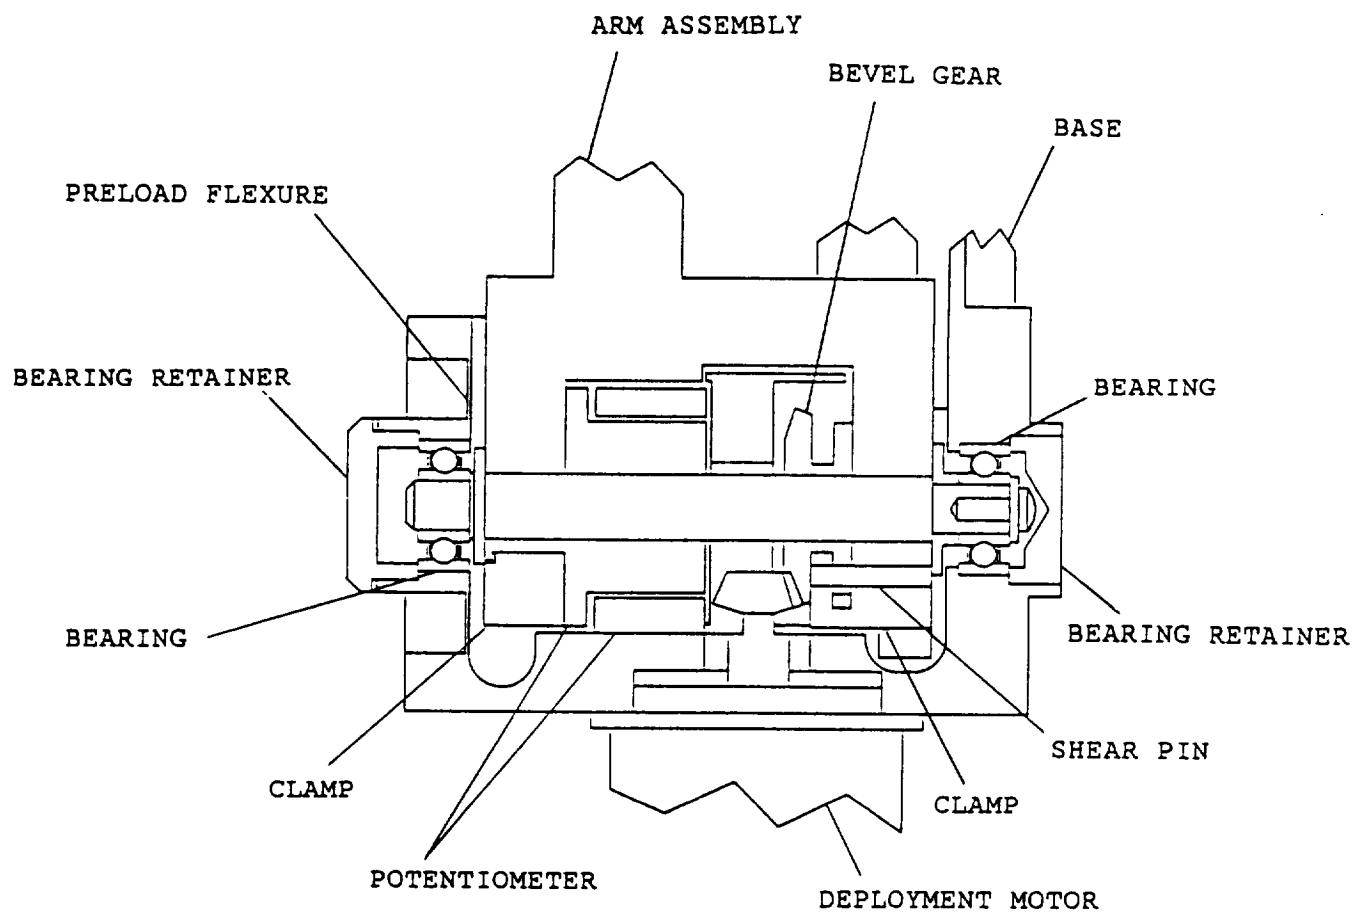 ARM ASSEMBLY
BEVEL GEAR
BASE
PRELOAD FLEXURE
BEARING RETAINER
BEARING
BEARING
BEARING RETAINER
SHEAR PIN
CLAMP
CLAMP
POTENTIOMETER
DEPLOYMENT MOTOR